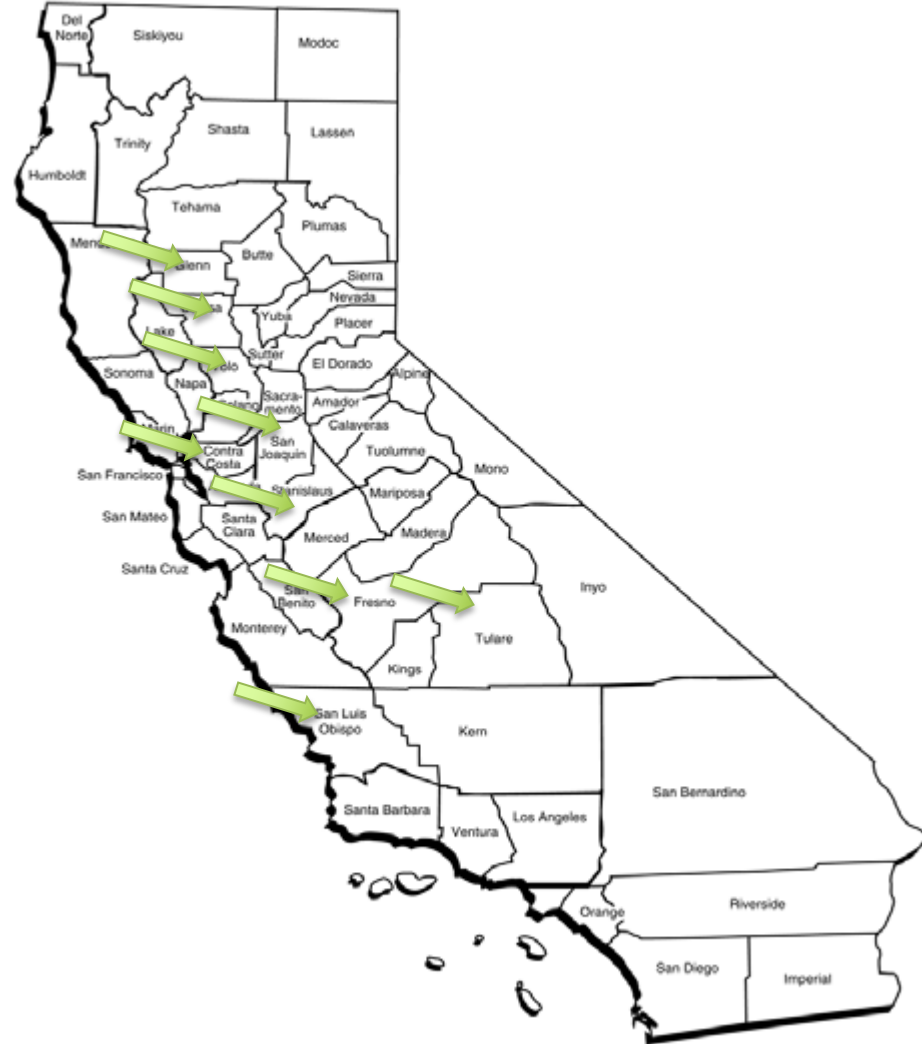 Del
Norte
Siskiyou
Modoc
Shasta
Lassen
Trinity
Humboldt
Tehama
Plumas
Butte
Sierra
Nevada
Yuba
Placer
Lake
Sutter
El Dorado
Alpine
Sonoma
Napa
Sacra-
mento
Amador
Calaveras
San
Joaquin
Contra
Costa
Tuolumne
Mono
San Francisco
Stanislaus
Mariposa
San Mateo
Santa
Clara
Merced
Madera
Santa Cruz
Inyo
San
Benito
Fresno
Monterey
Tulare
Kings
San Luis
Obispo
Kern
San Bernardino
Santa Barbara
Ventura
Los Angeles
Orange
Riverside
San Diego
Imperial